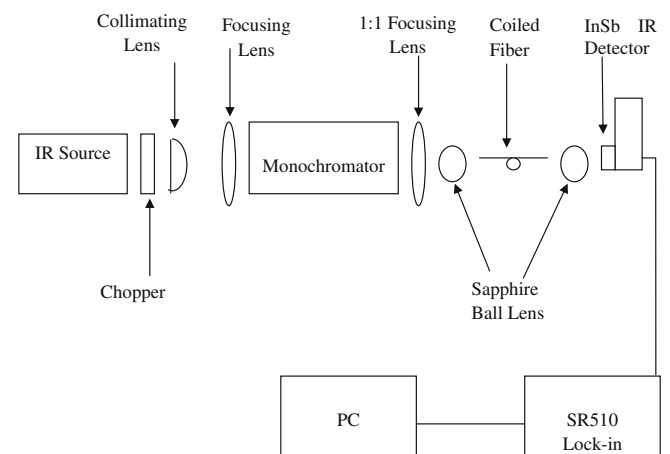 Collimating
Lens
Focusing
Lens
1:1 Focusing
Lens
Coiled
Fiber
InSb IR
Detector
IR Source
Monochromator
Chopper
Sapphire
Ball Lens
PC
SR510
Lock-in